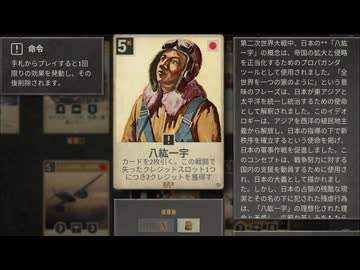 命令
手札からプレイすると1回
限りの効果を発動し、その
後削除されます。
5K
八紘一宇
カードを2枚引く。この戦闘で
失ったクレジットスロット1つ
につき2クレジットを獲得す
る
第二次世界大戦中、日本の**「八紘
一宇」の概念は、帝国の拡大と侵略
を正当化するためのプロパガンダ
ツールとして使用されました。「全
世界を一つの家のように」という意
味のフレーズは、日本が東アジアと
太平洋を統一し統治するための使命
として解釈されました。このイデオ
ロギーは、アジアを西洋の植民地主
義から解放し、日本の指導の下で新
秩序を確立するという使命を掲げ、
日本の軍事作戦を促進しました。こ
のコンセプトは、戦争努力に対する
国内の支援を動員するために使用さ
れ、日本の大義として描かれまし
た。しかし、日本の占領の残酷な現
実とその名の下に犯された残虐行為
は、「八紘一宇」の理想化された理